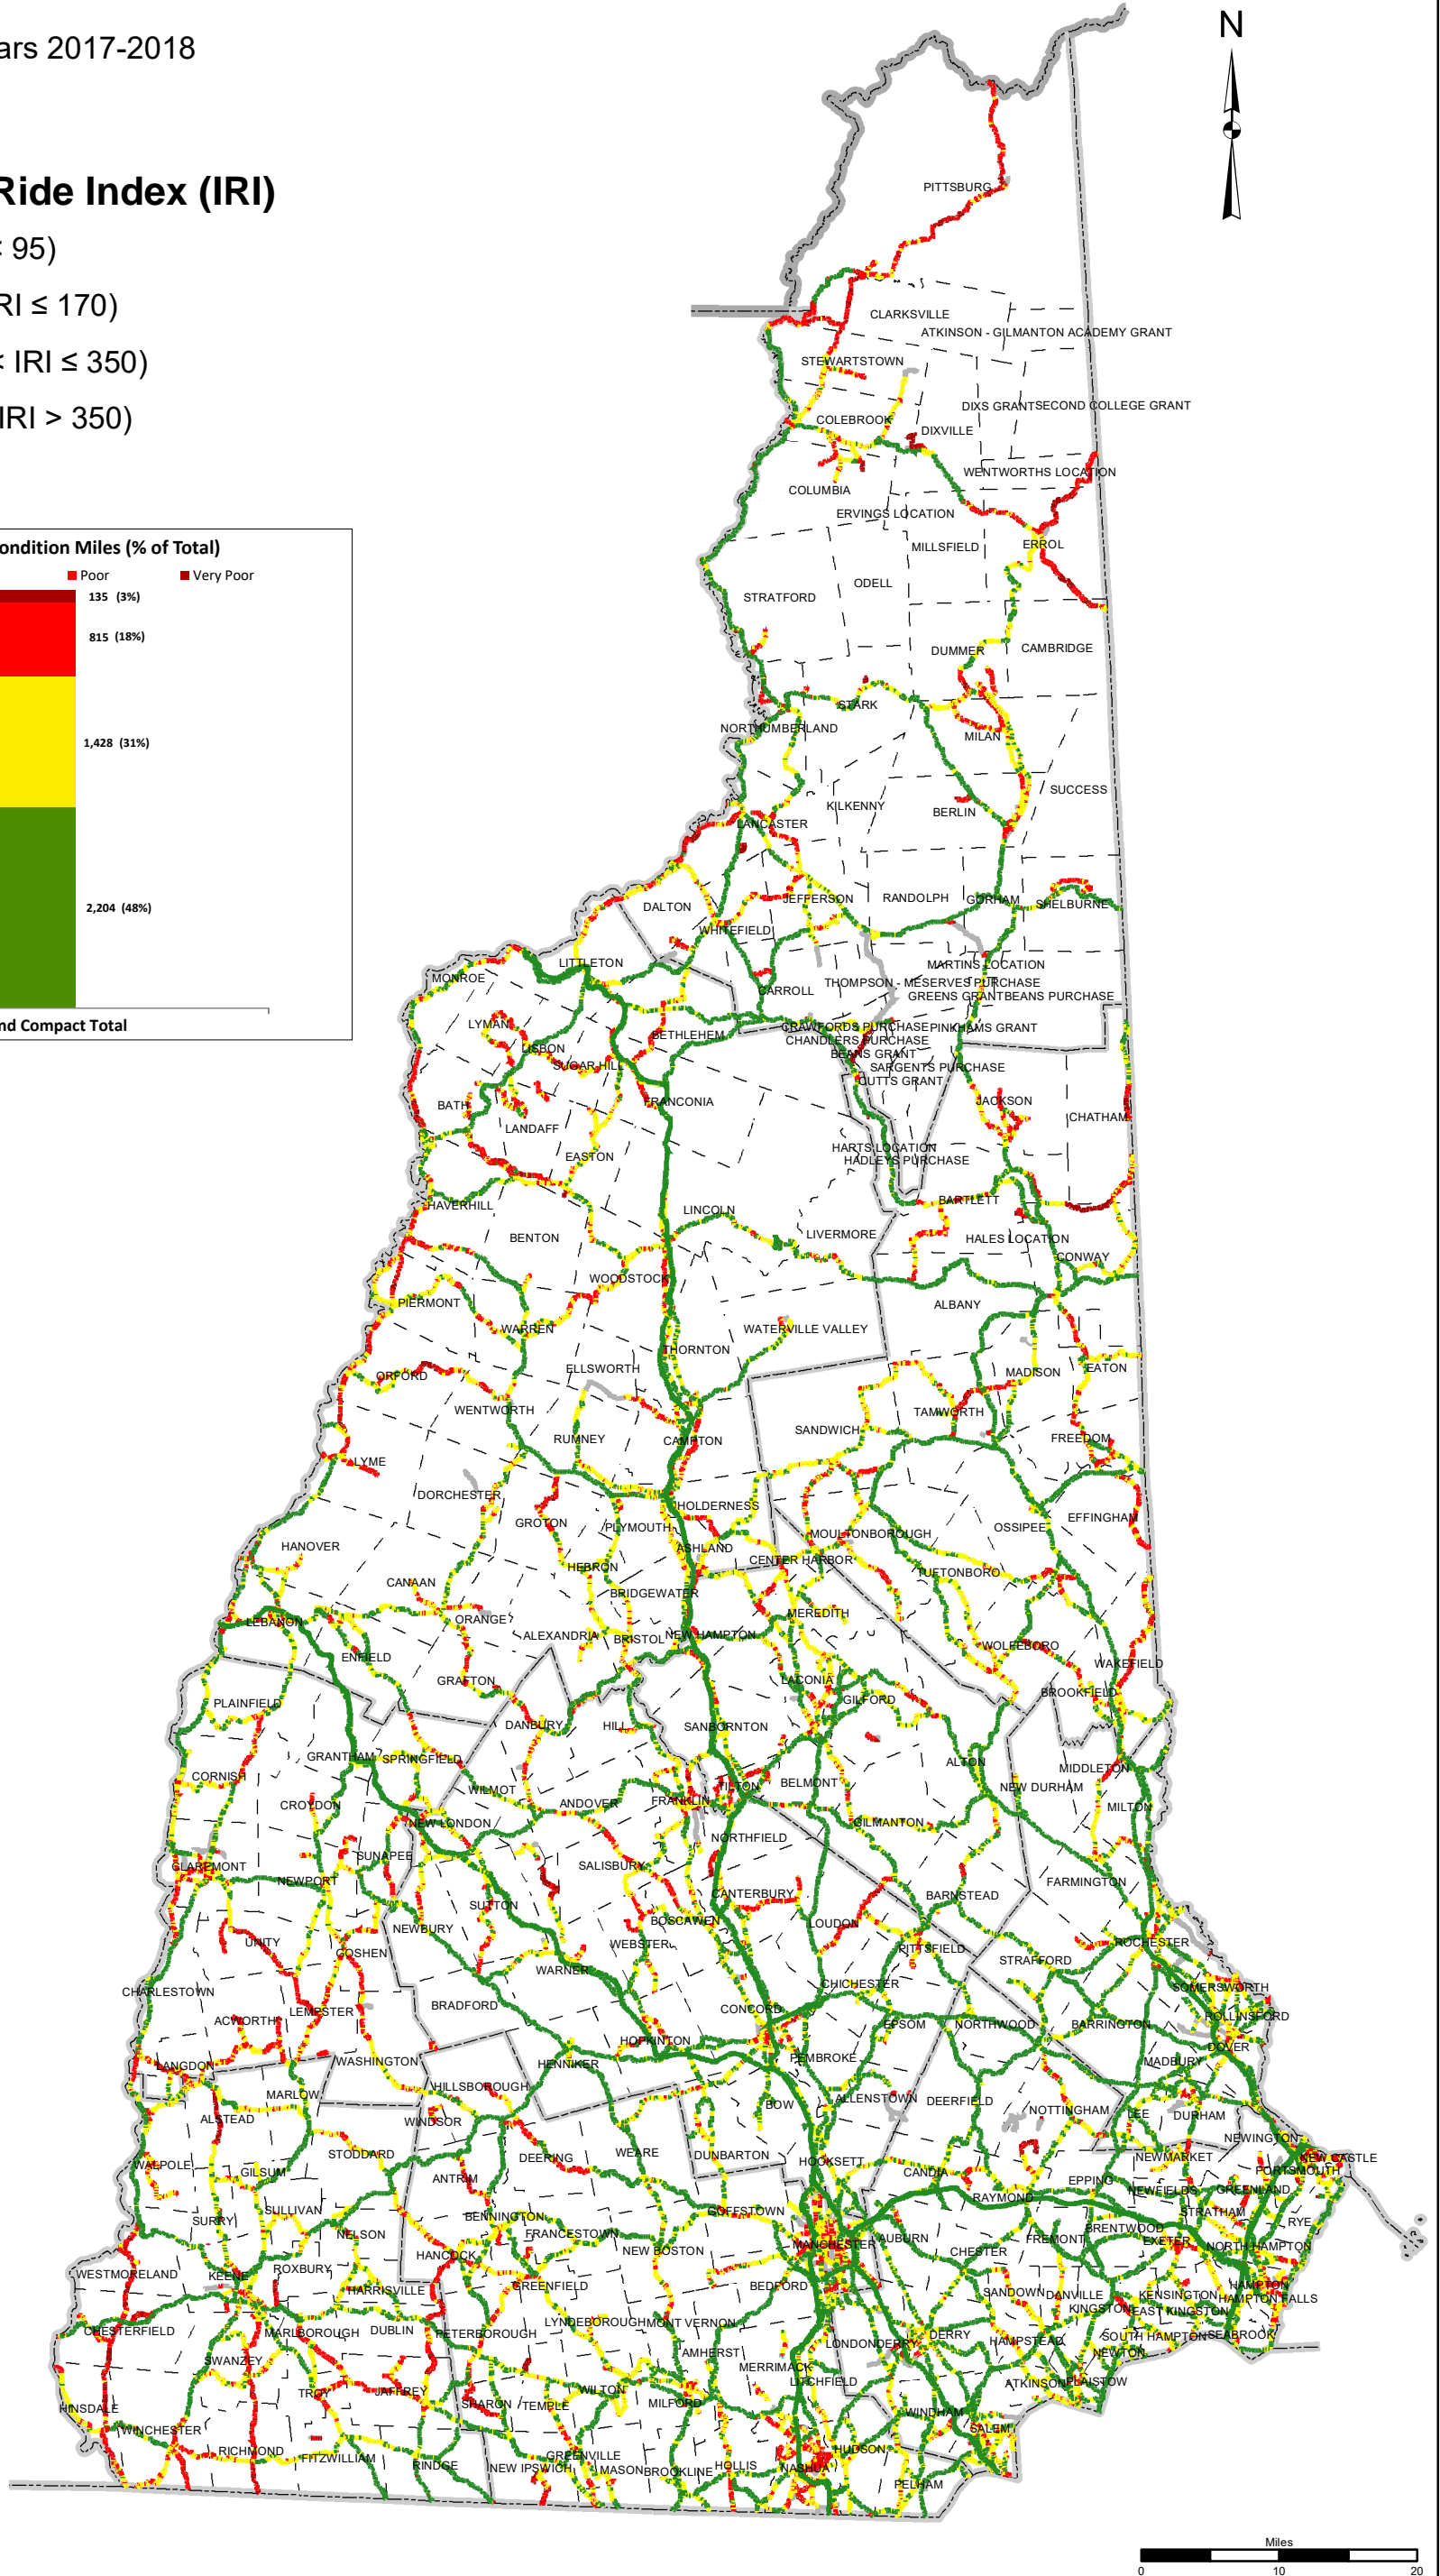 ars 2017-2018
N
Ride Index (IRI)
95)
RI ≤ 170)
< IRI ≤ 350)
IRI > 350)
ondition Miles (% of Total)
Poor
Very Poor
135 (3%)
815 (18%)
1,428 (31%)
2,204 (48%)
nd Compact Total
PITTSBURG
CLARKSVILLE
ATKINSON - GILMANTON ACADEMY GRANT
STEWARTSTOWN
DIXS GRANT
SECOND COLLEGE GRANT
COLEBROOK
DIXVILLE
WENTWORTHS LOCATION
COLUMBIA
ERVINGS LOCATION
MILLSFIELD
ERROL
ODELL
STRATFORD
DUMMER
CAMBRIDGE
STARK
NORTHUMBERLAND
MILAN
SUCCESS
KILKENNY
BERLIN
LANCASTER
DALTON
JEFFERSON
RANDOLPH
GORHAM
SHELBURNE
WHITEFIELD
LITTLETON
MARTINS LOCATION
MONROE
CARROLL
THOMPSON - MESERVES PURCHASE
GREENS GRANT
BEANS PURCHASE
LYMAN
BETHLEHEM
CRAWFORDS PURCHASE
PINKHAMS GRANT
CHANDLERS PURCHASE
LISBON
BEANS GRANT
SUGAR HILL
SARGENTS PURCHASE
CUTTS GRANT
FRANCONIA
JACKSON
BATH
CHATHAM
LANDAFF
HARTS LOCATION
EASTON
HADLEYS PURCHASE
HAVERHILL
LINCOLN
BARTLETT
BENTON
LIVERMORE
HALES LOCATION
CONWAY
WOODSTOCK
PIERMONT
ALBANY
WARREN
WATERVILLE VALLEY
THORNTON
ELLSWORTH
ORFORD
MADISON
EATON
WENTWORTH
TAMWORTH
RUMNEY
CAMPTON
SANDWICH
FREEDOM
LYME
DORCHESTER
HOLDERNESS
GROTON
PLYMOUTH
EFFINGHAM
OSSIPEE
MOULTONBOROUGH
HANOVER
ASHLAND
CENTER HARBOR
HEBRON
TUFTONBORO
CANAAN
BRIDGEWATER
LEBANON
ORANGE
MEREDITH
ALEXANDRIA
BRISTOL
NEW HAMPTON
WOLFEBORO
ENFIELD
WAKEFIELD
GRAFTON
LACONIA
BROOKFIELD
PLAINFIELD
GILFORD
DANBURY
HILL
SANBORNTON
GRANTHAM
SPRINGFIELD
ALTON
MIDDLETON
CORNISH
WILMOT
TILTON
BELMONT
NEW DURHAM
CROYDON
ANDOVER
FRANKLIN
MILTON
NEW LONDON
GILMANTON
NORTHFIELD
SUNAPEE
CLAREMONT
SALISBURY
NEWPORT
FARMINGTON
CANTERBURY
BARNSTEAD
SUTTON
NEWBURY
BOSCAWEN
LOUDON
UNITY
WEBSTER
ROCHESTER
GOSHEN
PITTSFIELD
STRAFFORD
WARNER
CHARLESTOWN
CHICHESTER
SOMERSWORTH
BRADFORD
LEMPSTER
CONCORD
ACWORTH
EPSOM
NORTHWOOD
BARRINGTON
ROLLINSFORD
HOPKINTON
DOVER
WASHINGTON
HENNIKER
PEMBROKE
MADBURY
LANGDON
HILLSBOROUGH
MARLOW
ALLENSTOWN
DEERFIELD
BOW
NOTTINGHAM
LEE
DURHAM
ALSTEAD
WINDSOR
NEWINGTON
STODDARD
DEERING
WEARE
DUNBARTON
HOOKSETT
NEWMARKET
NEW CASTLE
PORTSMOUTH
WALPOLE
GILSUM
ANTRIM
CANDIA
EPPING
RAYMOND
NEWFIELDS
GREENLAND
SULLIVAN
GOFFSTOWN
STRATHAM
SURRY
BENNINGTON
RYE
NELSON
FRANCESTOWN
BRENTWOOD
MANCHESTER
AUBURN
FREMONT
EXETER
NORTH HAMPTON
NEW BOSTON
CHESTER
HANCOCK
ROXBURY
WESTMORELAND
KEENE
HARRISVILLE
GREENFIELD
BEDFORD
HAMPTON
SANDOWN
DANVILLE
KENSINGTON
HAMPTON FALLS
KINGSTON
EAST KINGSTON
LYNDEBOROUGH
MONT VERNON
CHESTERFIELD
MARLBOROUGH
DUBLIN
PETERBOROUGH
DERRY
HAMPSTEAD
SOUTH HAMPTON
SEABROOK
LONDONDERRY
AMHERST
NEWTON
SWANZEY
MERRIMACK
LITCHFIELD
ATKINSON
PLAISTOW
TROY
JAFFREY
WILTON
SHARON
TEMPLE
MILFORD
HINSDALE
WINDHAM
WINCHESTER
SALEM
RICHMOND
FITZWILLIAM
RINDGE
GREENVILLE
HUDSON
NEW IPSWICH
MASON
BROOKLINE
HOLLIS
NASHUA
PELHAM
Miles
0 10 20